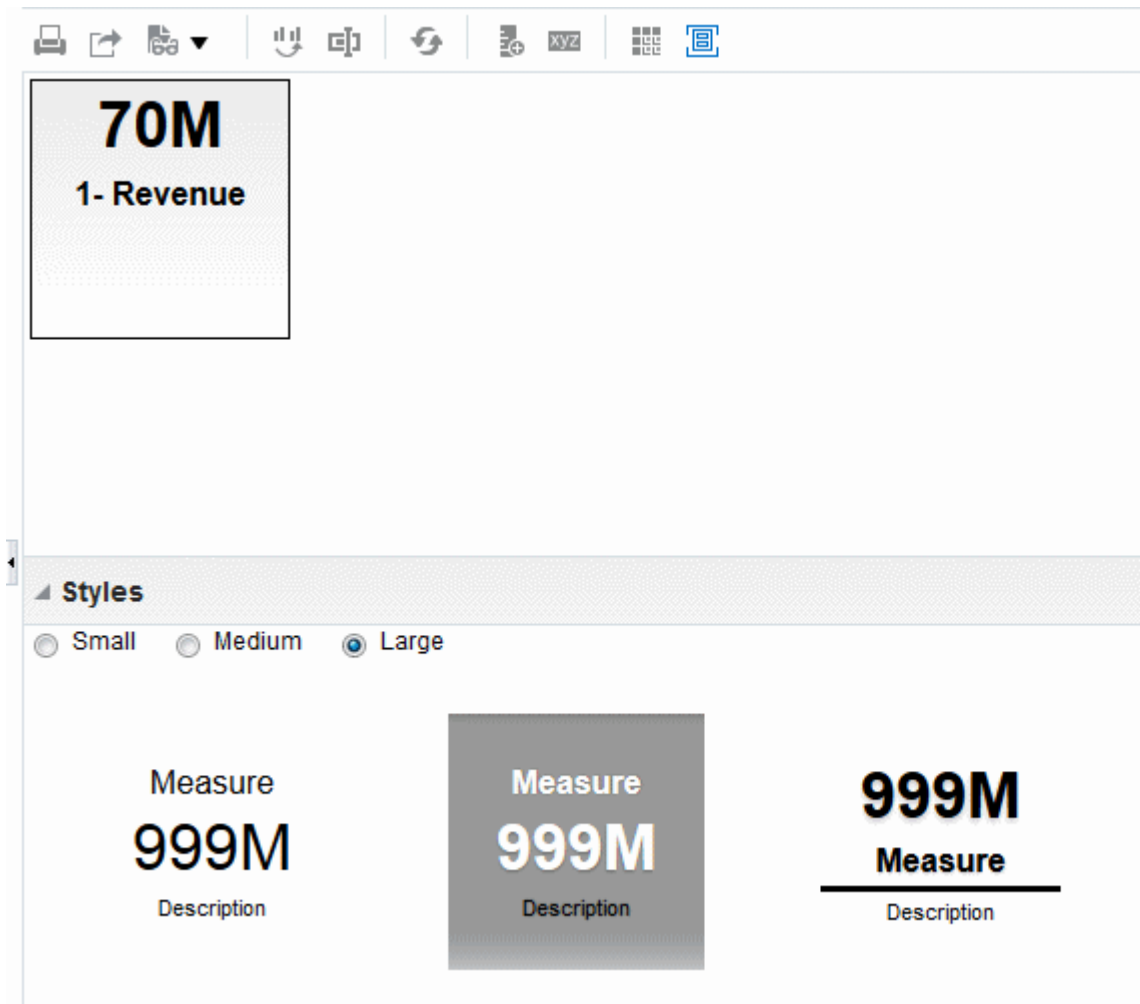 xyz
70M
1- Revenue
Styles
Small Medium Large
Measure
999M
Description
Measure
999M
Description
999M
Measure
Description